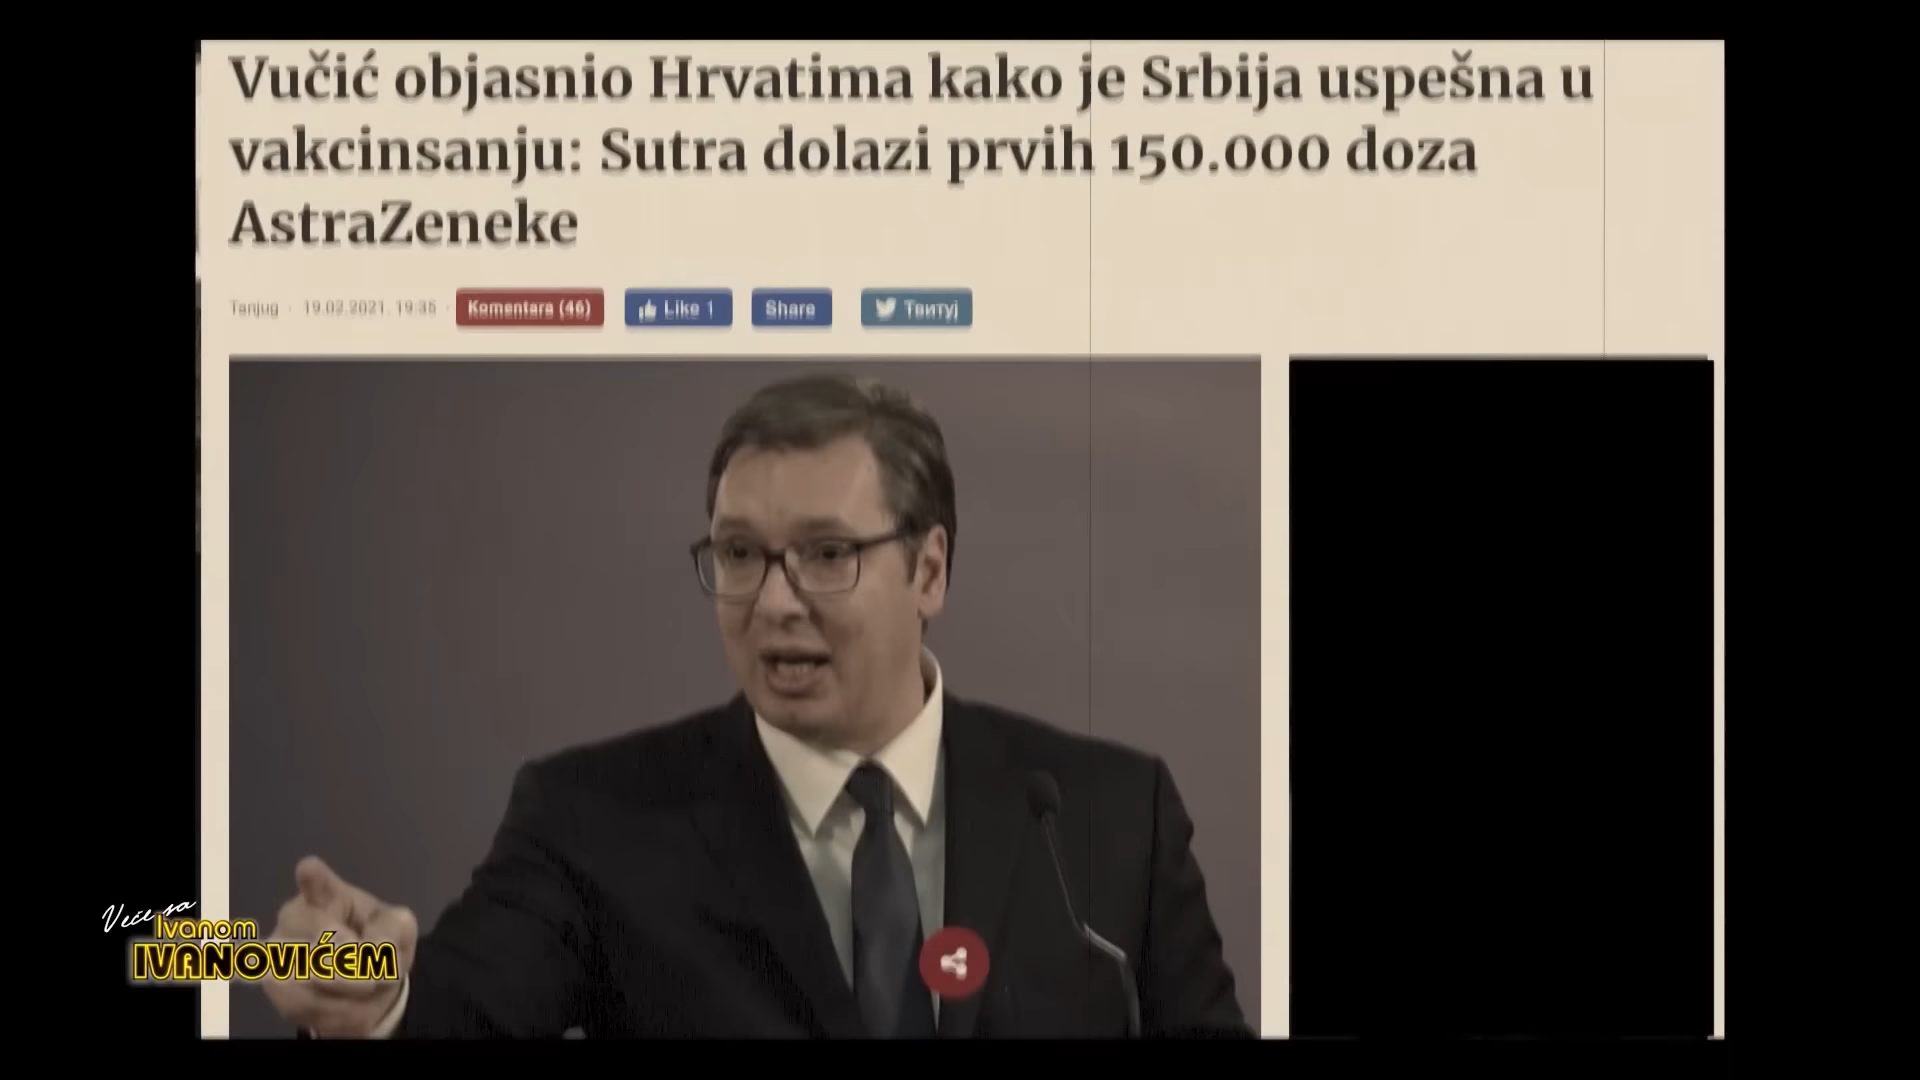 Vučić objasnio Hrvatima kako je Srbija uspešna u
vakcinsanju: Sutra dolazi prvih 150.000 doza
AstraZeneke
Tanjug · 19.02.2021. 19:35 · Komentara (46) Like 1 Share Твитуј
Veče sa
Ivanom
IVANOVIĆEM